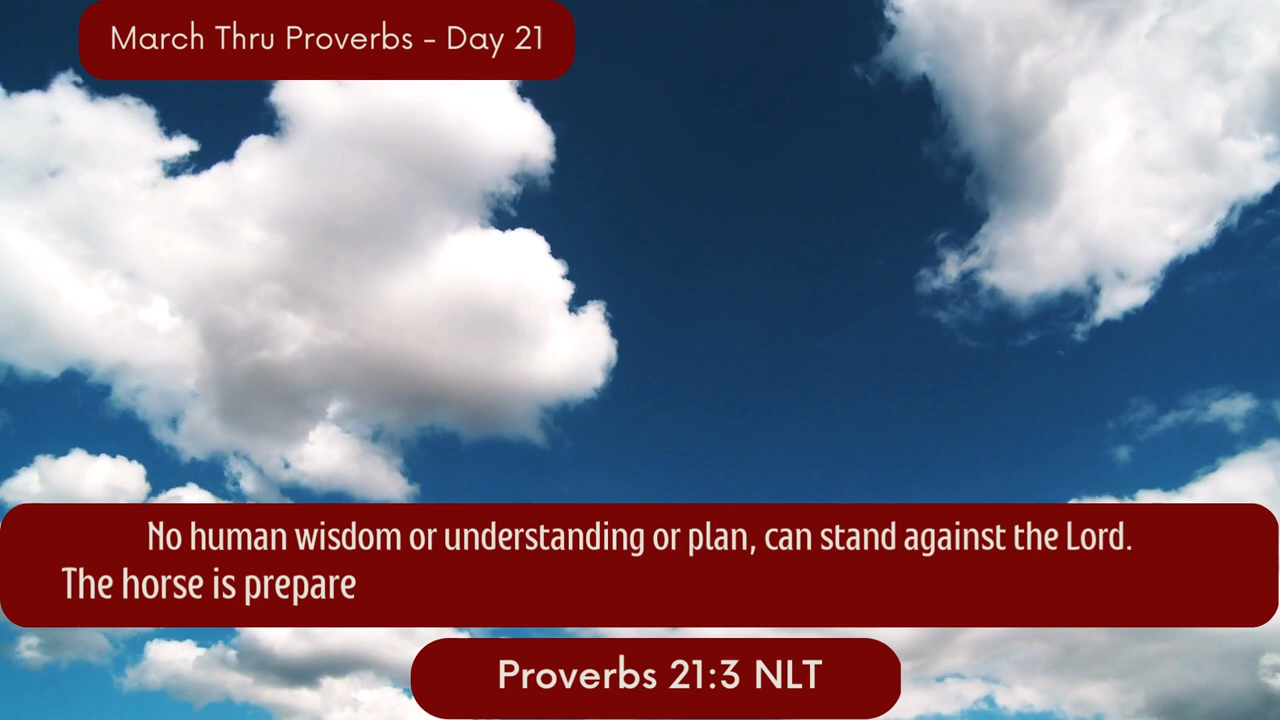 March Thru Proverbs - Day 21
No human wisdom or understanding or plan, can stand against the Lord.
The horse is prepare
Proverbs 21:3 NLT